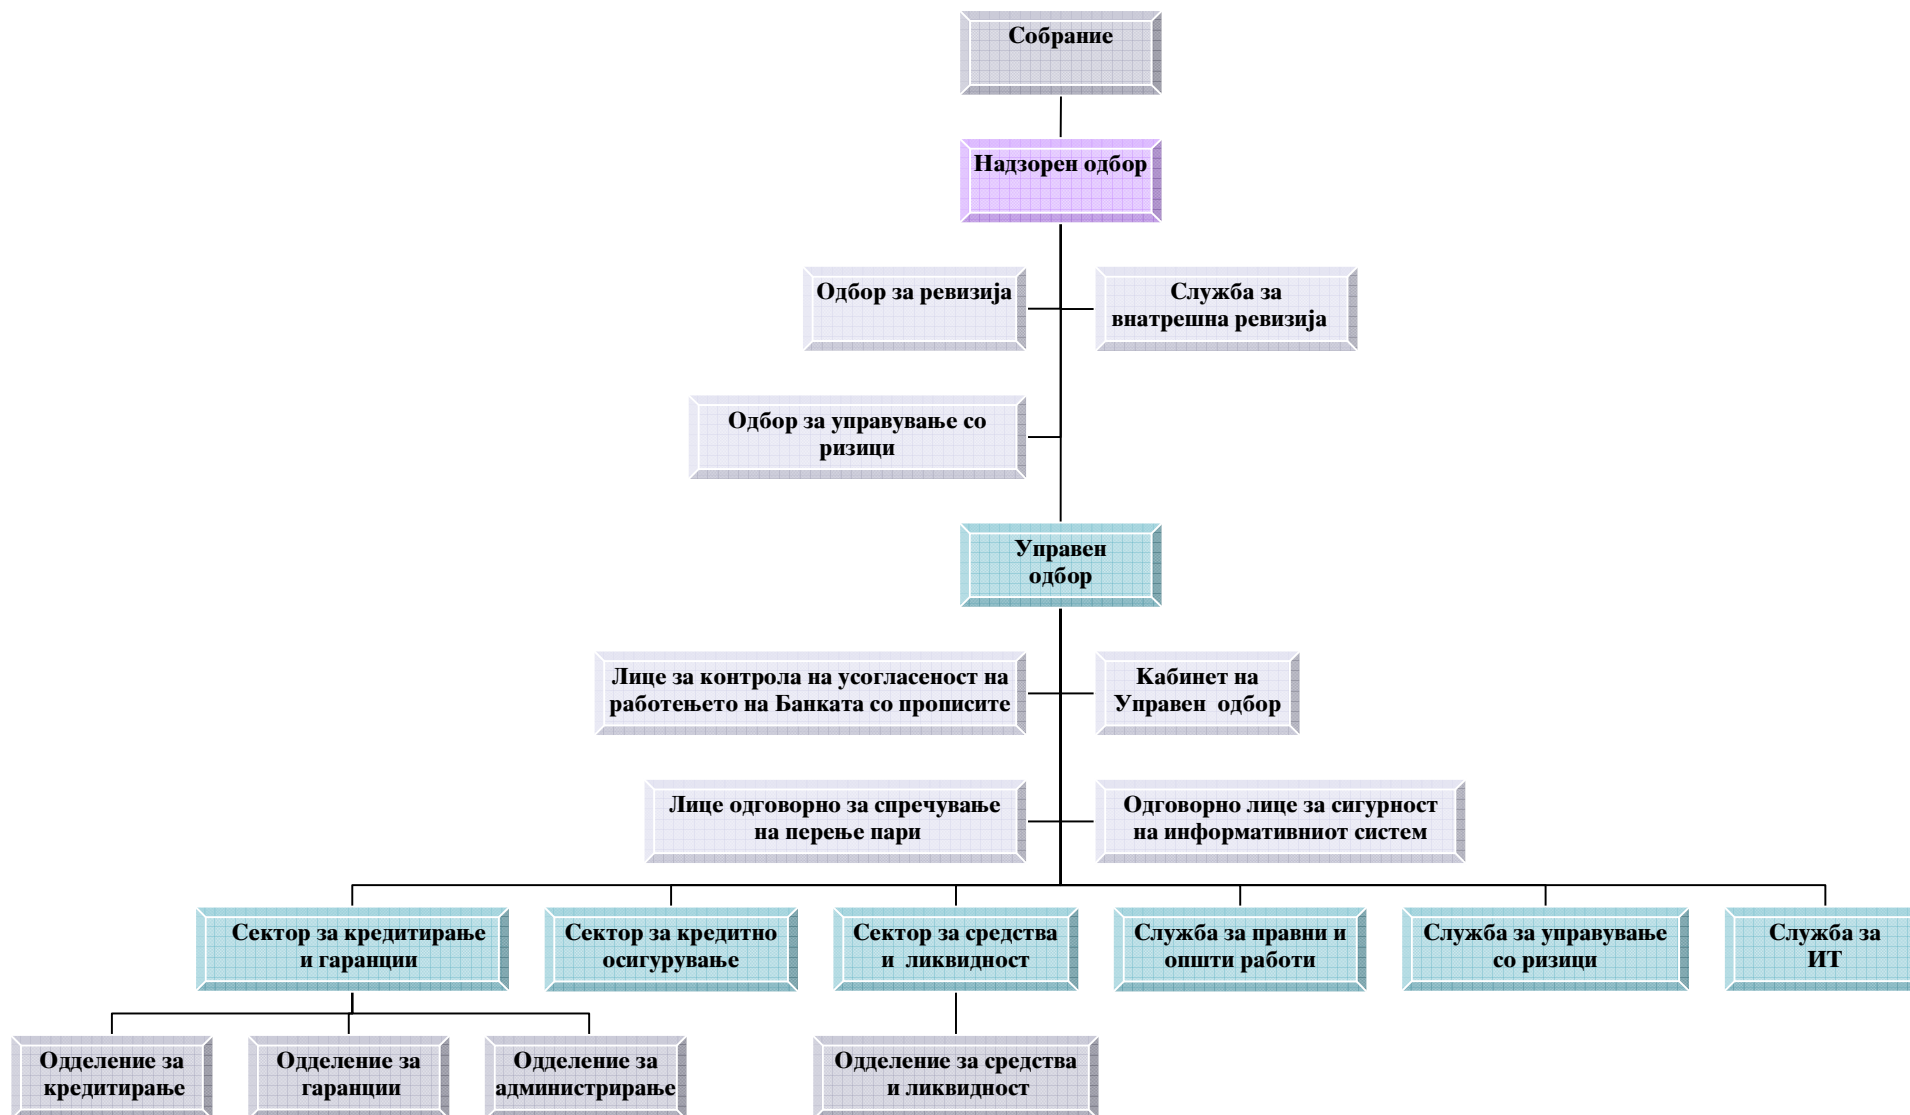 Собрание
Надзорен одбор
Одбор за ревизија
Служба за
внатрешна ревизија
Одбор за управување со
ризици
Управен
одбор
Лице за контрола на усогласеност на
работењето на Банката со прописите
Кабинет на
Управен одбор
Лице одговорно за спречување
на перење пари
Одговорно лице за сигурност
на информативниот систем
Сектор за кредитирање
и гаранции
Сектор за кредитно
осигурување
Сектор за средства
и ликвидност
Служба за правни и
општи работи
Служба за управување
со ризици
Служба за
ИТ
Одделение за
кредитирање
Одделение за
гаранции
Одделение за
администрирање
Одделение за средства
и ликвидност